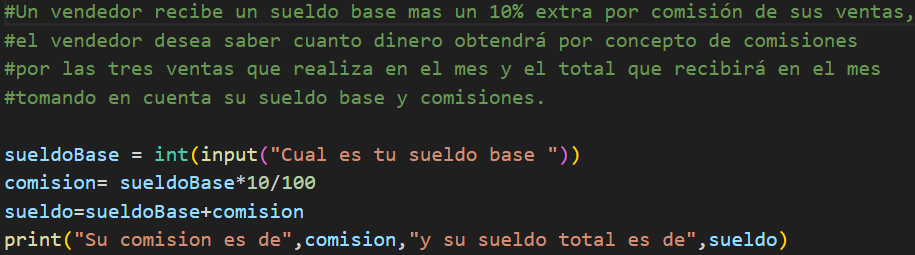 #Un vendedor recibe un sueldo base mas un 10% extra por comisión de sus ventas,
#el vendedor desea saber cuanto dinero obtendrá por concepto de comisiones
#por las tres ventas que realiza en el mes y el total que recibirá en el mes
#tomando en cuenta su sueldo base y comisiones.
sueldoBase = int(input("Cual es tu sueldo base "))
comision= sueldoBase*10/100
sueldo=sueldoBase+comision
print("Su comision es de",comision,"y su sueldo total es de",sueldo)